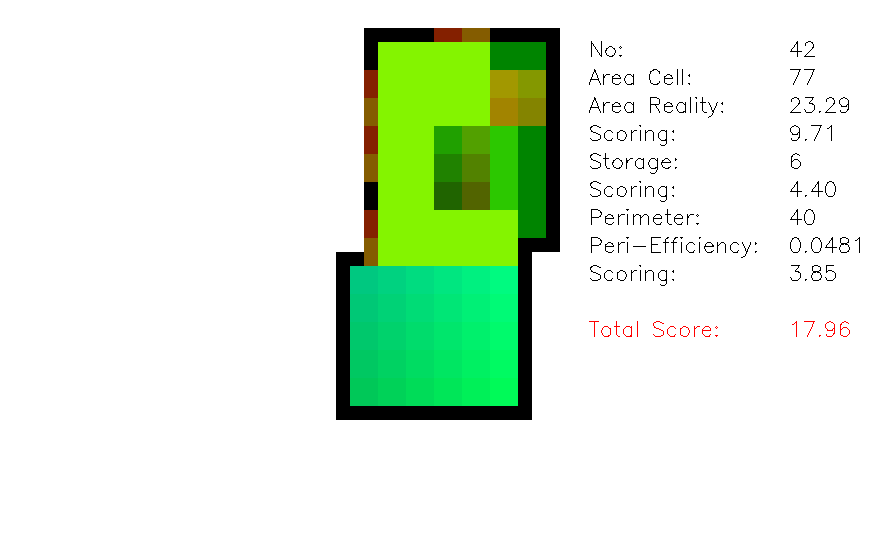 No: 42
Area Cell: 77
Area Reality: 23.29
Scoring: 9.71
Storage: 6
Scoring: 4.40
Perimeter: 40
Peri-Efficiency: 0.0481
Scoring: 3.85
Total Score: 17.96